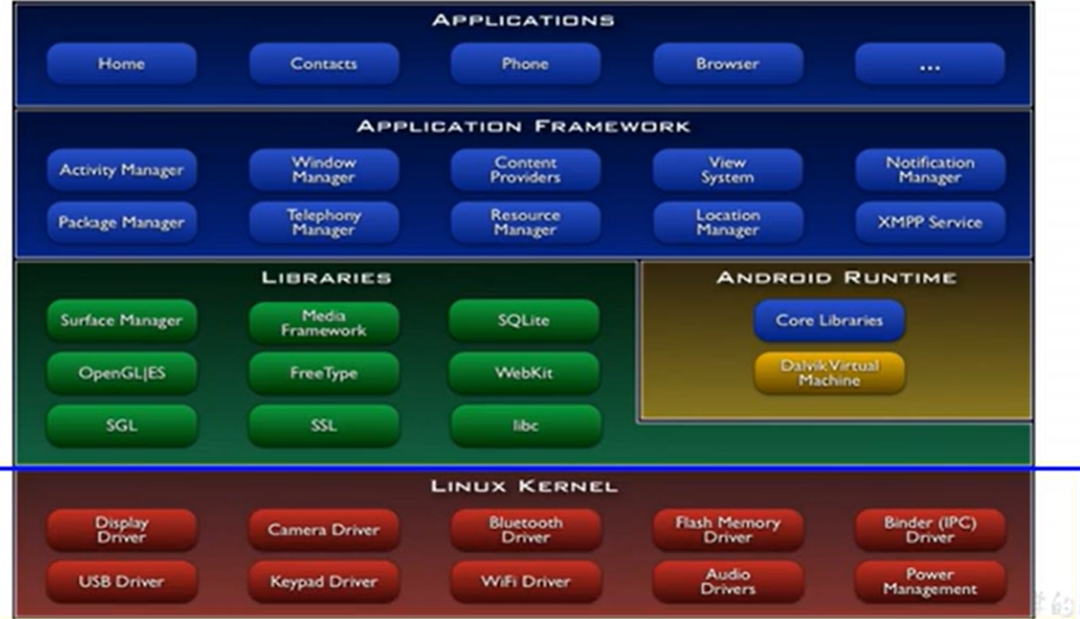 APPLICATIONS
Home
Contacts
Phone
Browser
...
APPLICATION FRAMEWORK
Activity Manager
Window
Manager
Content
Providers
View
System
Notification
Manager
Package Manager
Telephony
Manager
Resource
Manager
Location
Manager
XMPP Service
LIBRARIES
Surface Manager
Media
Framework
SQLite
OpenGL|ES
FreeType
WebKit
SGL
SSL
libc
ANDROID RUNTIME
Core Libraries
Dalvik Virtual
Machine
LINUX KERNEL
Display
Driver
Camera Driver
Bluetooth
Driver
Flash Memory
Driver
Binder (IPC)
Driver
USB Driver
Keypad Driver
WiFi Driver
Audio
Drivers
Power
Management
的